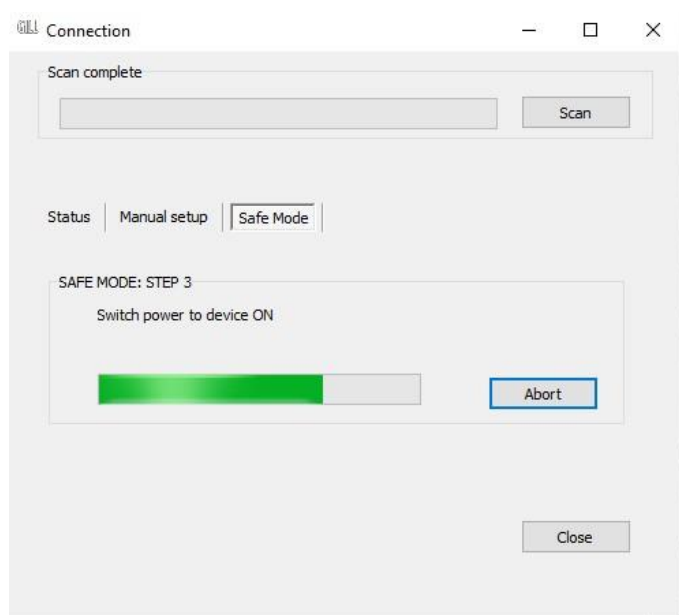 GILL Connection
Scan complete
Scan
Status
Manual setup
Safe Mode
SAFE MODE: STEP 3
Switch power to device ON
Abort
Close